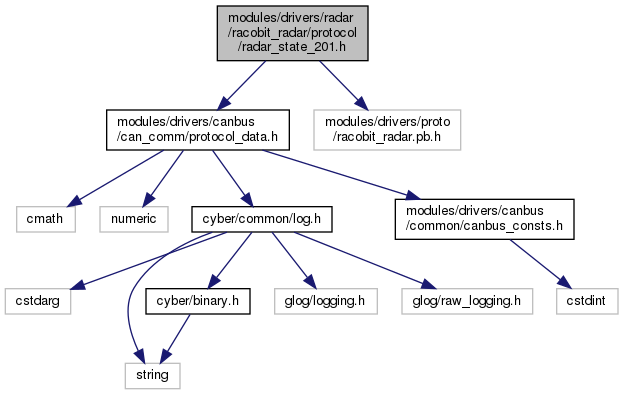 modules/drivers/radar
/racobit_radar/protocol
/radar_state_201.h
modules/drivers/canbus
/can_comm/protocol_data.h
modules/drivers/proto
/racobit_radar.pb.h
cmath
numeric
cyber/common/log.h
modules/drivers/canbus
/common/canbus_consts.h
cstdarg
cyber/binary.h
glog/logging.h
glog/raw_logging.h
cstdint
string